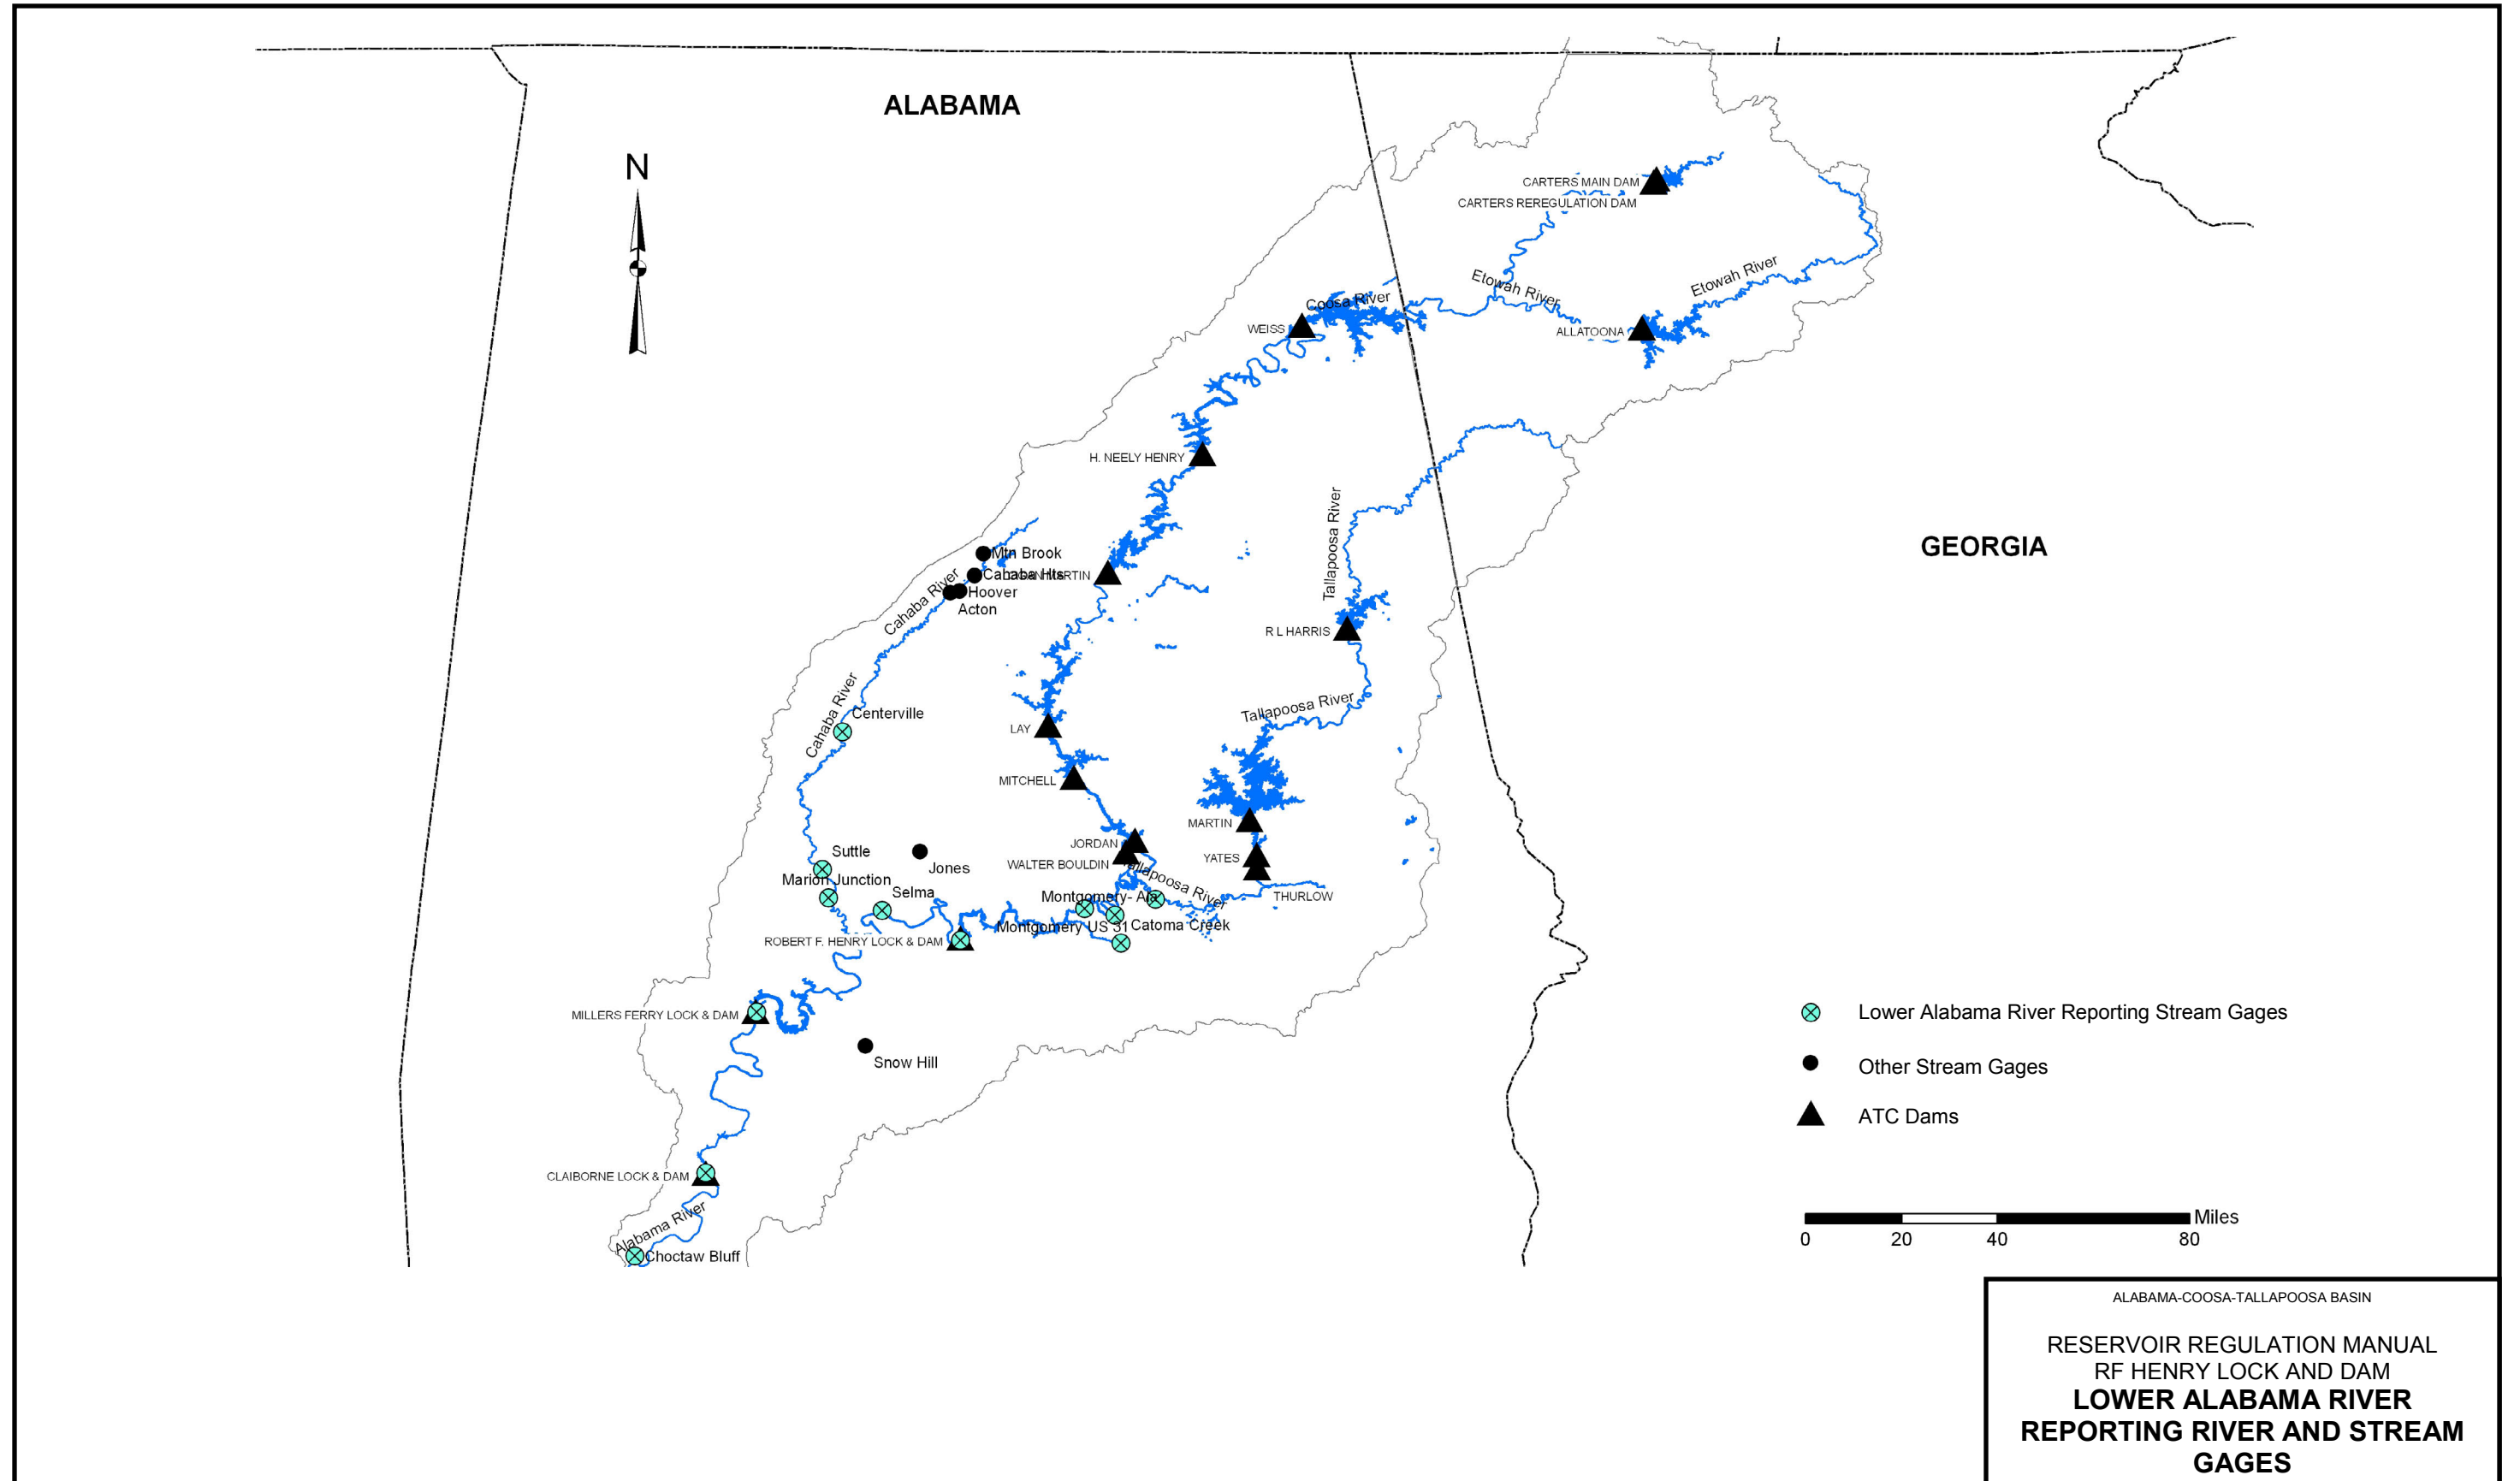 ALABAMA
N
CARTERS MAIN DAM
CARTERS REREGULATION DAM
Etowah River
Etowah River
Coosa River
WEISS
ALLATOONA
H. NEELY HENRY
Tallapoosa River
GEORGIA
Mtn Brook
Cahaba Hts
MARTIN
Hoover
Acton
Cahaba River
R L HARRIS
Cahaba River
Centerville
Tallapoosa River
LAY
MITCHELL
MARTIN
JORDAN
WALTER BOULDIN
YATES
Tallapoosa River
THURLOW
Suttle
Jones
Marion Junction
Selma
Montgomery- Ala
Montgomery US 31
Catoma Creek
ROBERT F. HENRY LOCK & DAM
MILLERS FERRY LOCK & DAM
Snow Hill
CLAIBORNE LOCK & DAM
Alabama River
Choctaw Bluff
Lower Alabama River Reporting Stream Gages
Other Stream Gages
ATC Dams
Miles
0 20 40 80
ALABAMA-COOSA-TALLAPOOSA BASIN
RESERVOIR REGULATION MANUAL
RF HENRY LOCK AND DAM
LOWER ALABAMA RIVER
REPORTING RIVER AND STREAM
GAGES